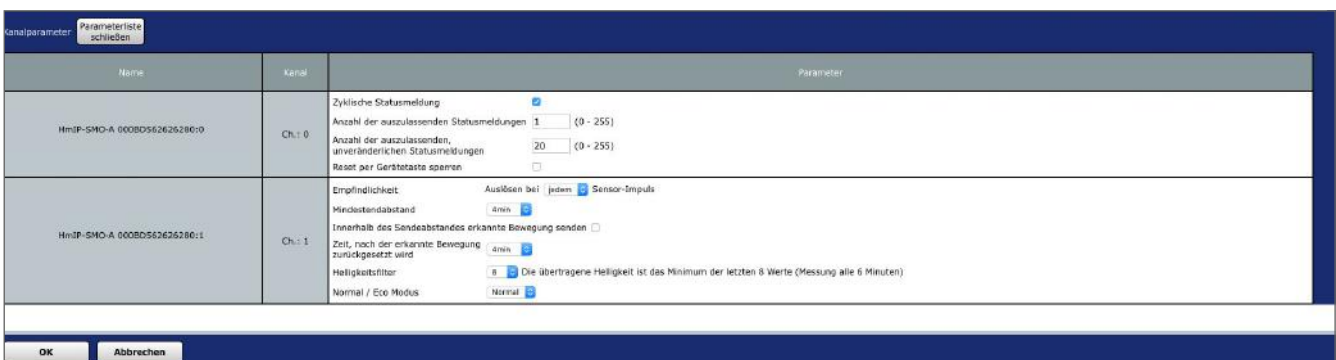 Kanalparameter Parameterliste schließen
Name Kanal Parameter
HmIP-SMO-A 000BD562626280:0 Ch.: 0
Zyklische Statusmeldung
Anzahl der auszulassenden Statusmeldungen 1 (0 - 255)
Anzahl der auszulassenden,
unveränderlichen Statusmeldungen 20 (0 - 255)
Reset per Gerätetaste sperren
HmIP-SMO-A 000BD562626280:1 Ch.: 1
Empfindlichkeit Auslösen bei jedem Sensor-Impuls
Mindestendabstand 4min
Innerhalb des Sendeabstandes erkannte Bewegung senden
Zeit, nach der erkannte Bewegung
zurückgesetzt wird 4min
Helligkeitsfilter 8 Die übertragene Helligkeit ist das Minimum der letzten 8 Werte (Messung alle 6 Minuten)
Normal / Eco Modus Normal
OK Abbrechen